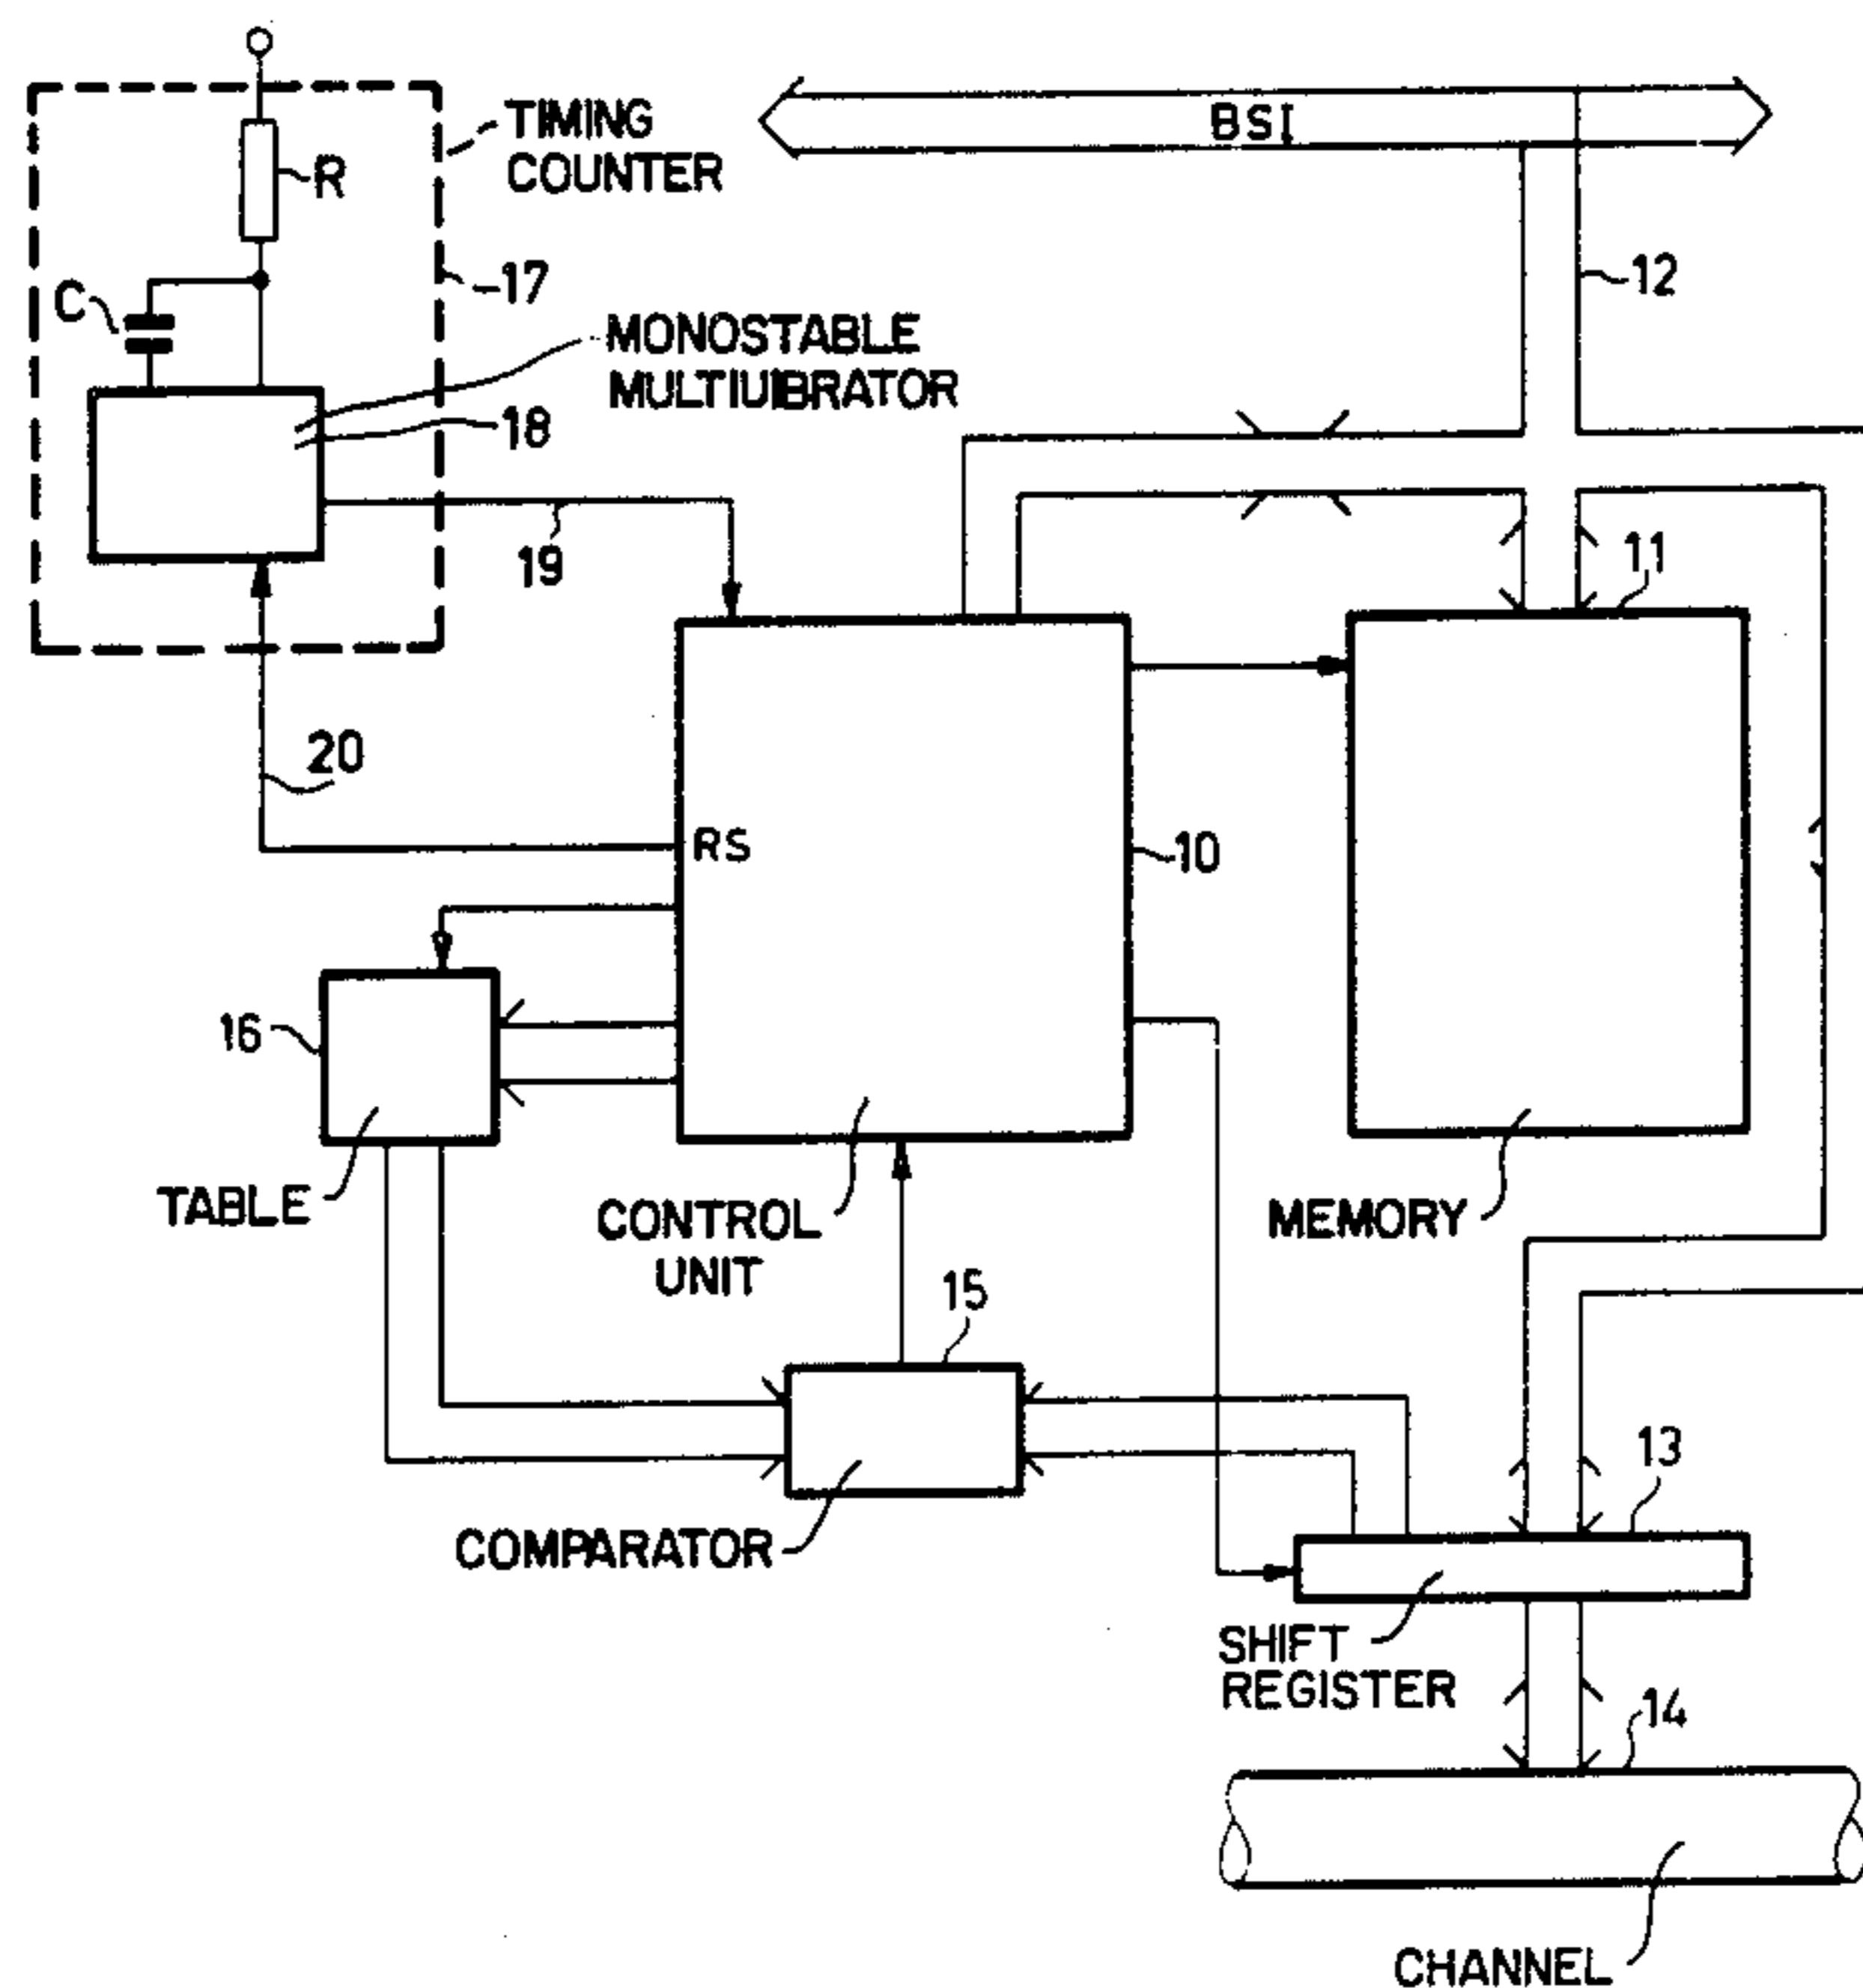 TIMING
COUNTER
BSI
R
17
12
C
MONOSTABLE
MULTIUIBRATOR
18
19
11
20
RS
10
16
TABLE
CONTROL
UNIT
MEMORY
15
13
COMPARATOR
SHIFT
REGISTER
14
CHANNEL